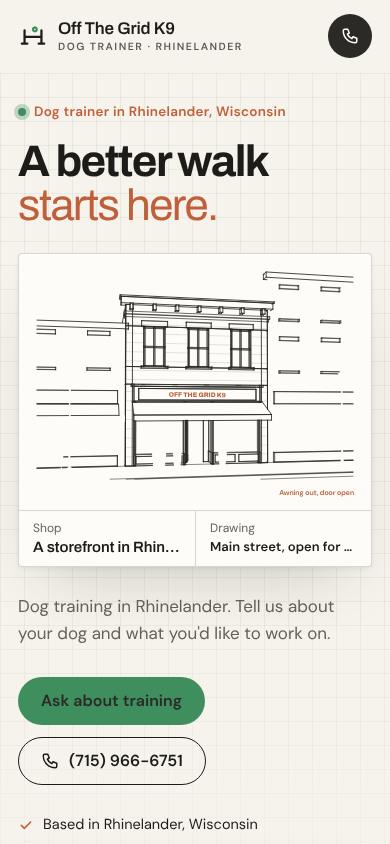 Off The Grid K9
DOG TRAINER · RHINELANDER
Dog trainer in Rhinelander, Wisconsin
A better walk
starts here.
OFF THE GRID K9
Awning out, door open
Shop
A storefront in Rhin...
Drawing
Main street, open for ...
Dog training in Rhinelander. Tell us about
your dog and what you'd like to work on.
Ask about training
(715) 966-6751
Based in Rhinelander, Wisconsin